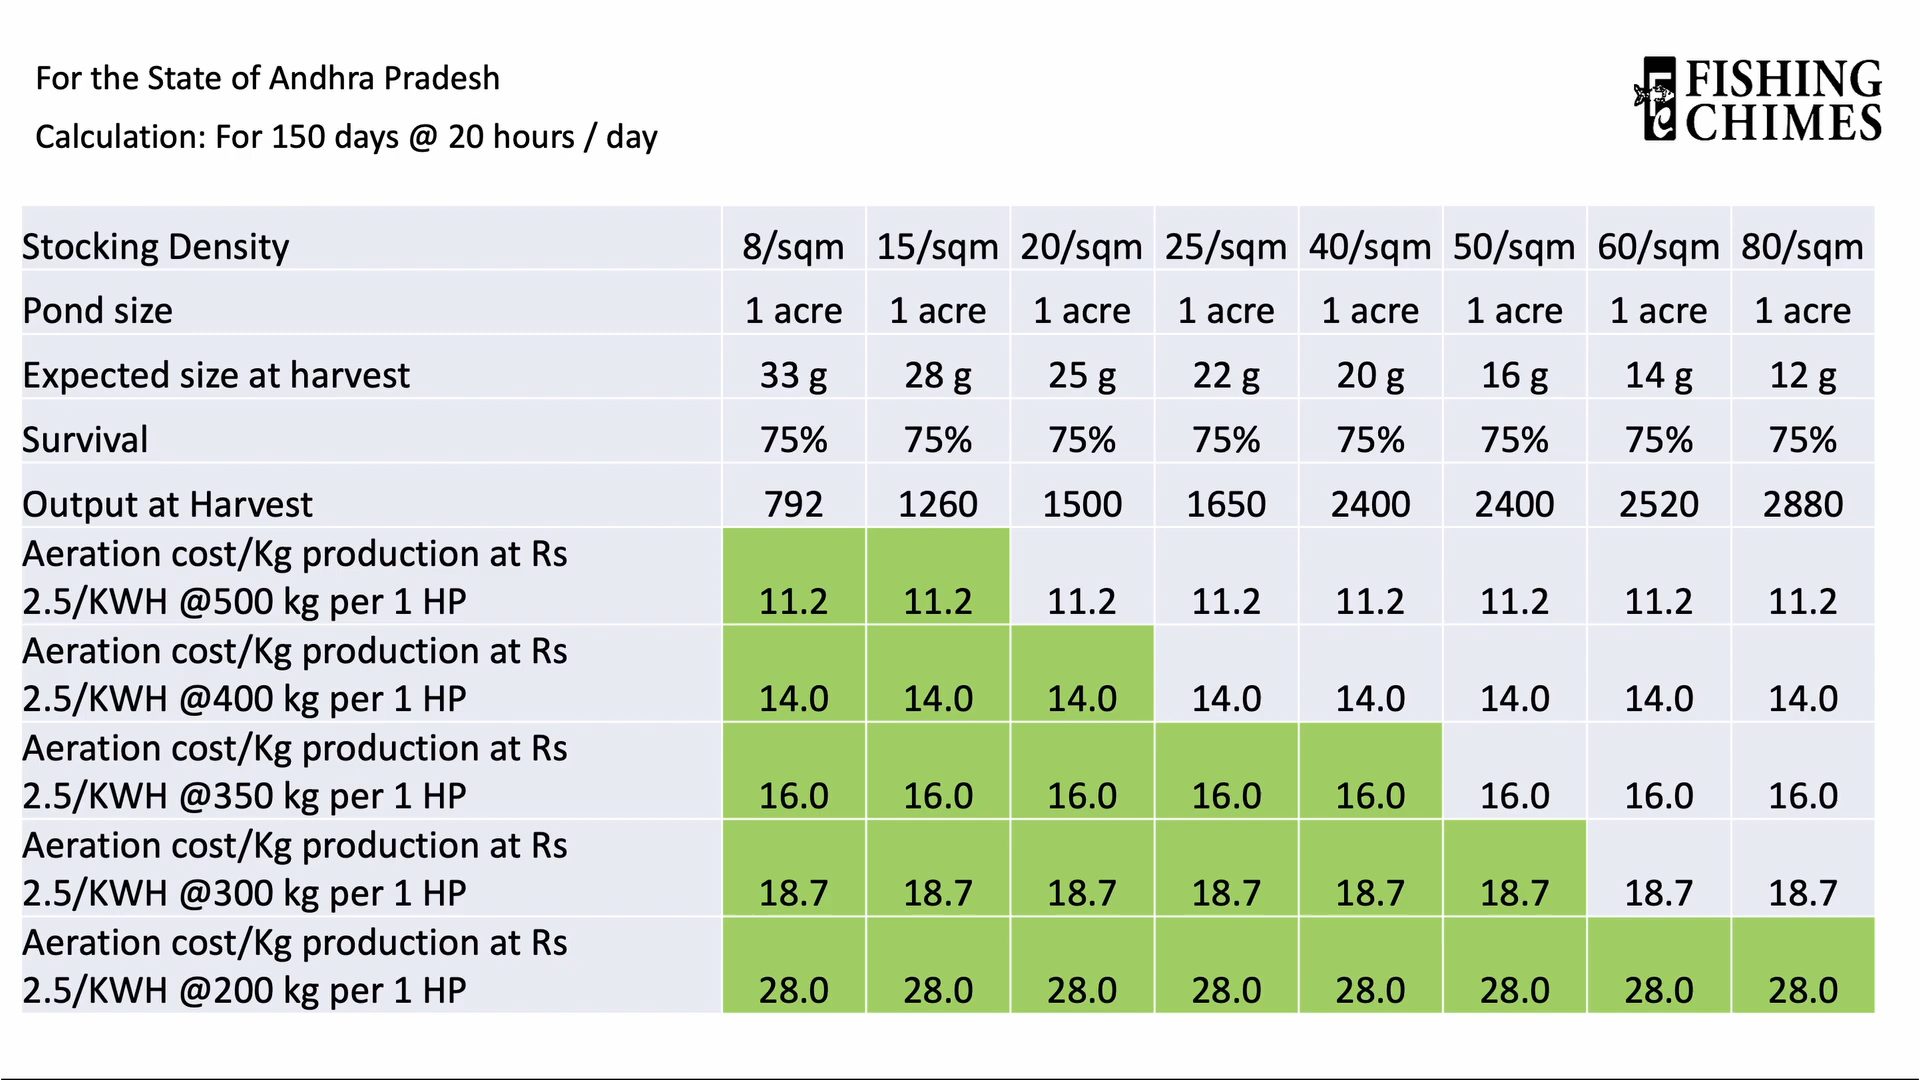 For the State of Andhra Pradesh
Calculation: For 150 days @ 20 hours / day
FISHING
CHIMES
Stocking Density 8/sqm 15/sqm 20/sqm 25/sqm 40/sqm 50/sqm 60/sqm 80/sqm
Pond size 1 acre 1 acre 1 acre 1 acre 1 acre 1 acre 1 acre 1 acre
Expected size at harvest 33 g 28 g 25 g 22 g 20 g 16 g 14 g 12 g
Survival 75% 75% 75% 75% 75% 75% 75% 75%
Output at Harvest 792 1260 1500 1650 2400 2400 2520 2880
Aeration cost/Kg production at Rs
2.5/KWH @500 kg per 1 HP 11.2 11.2 11.2 11.2 11.2 11.2 11.2 11.2
Aeration cost/Kg production at Rs
2.5/KWH @400 kg per 1 HP 14.0 14.0 14.0 14.0 14.0 14.0 14.0 14.0
Aeration cost/Kg production at Rs
2.5/KWH @350 kg per 1 HP 16.0 16.0 16.0 16.0 16.0 16.0 16.0 16.0
Aeration cost/Kg production at Rs
2.5/KWH @300 kg per 1 HP 18.7 18.7 18.7 18.7 18.7 18.7 18.7 18.7
Aeration cost/Kg production at Rs
2.5/KWH @200 kg per 1 HP 28.0 28.0 28.0 28.0 28.0 28.0 28.0 28.0